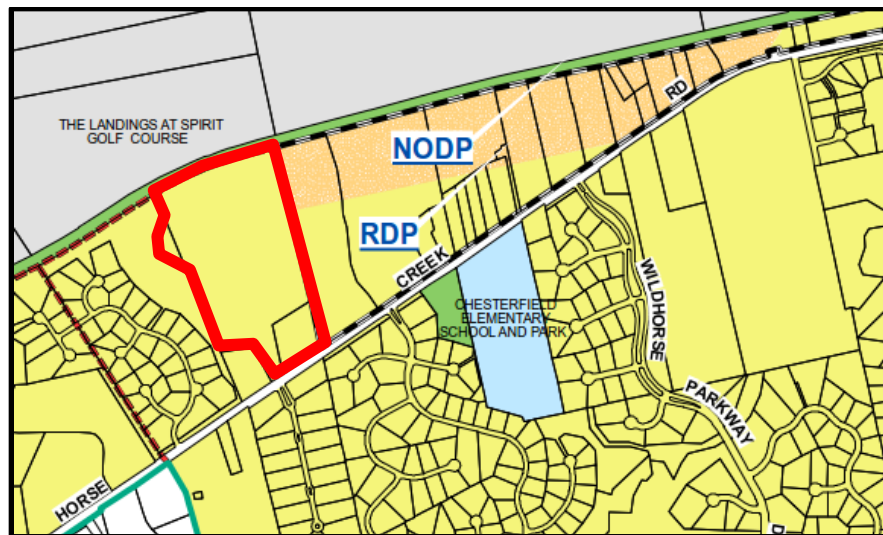 THE LANDINGS AT SPIRIT
GOLF COURSE
NODP
RD
RDP
CREEK
WILDHORSE
CHESTERFIELD
ELEMENTARY
SCHOOL AND PARK
PARKWAY
HORSE
D